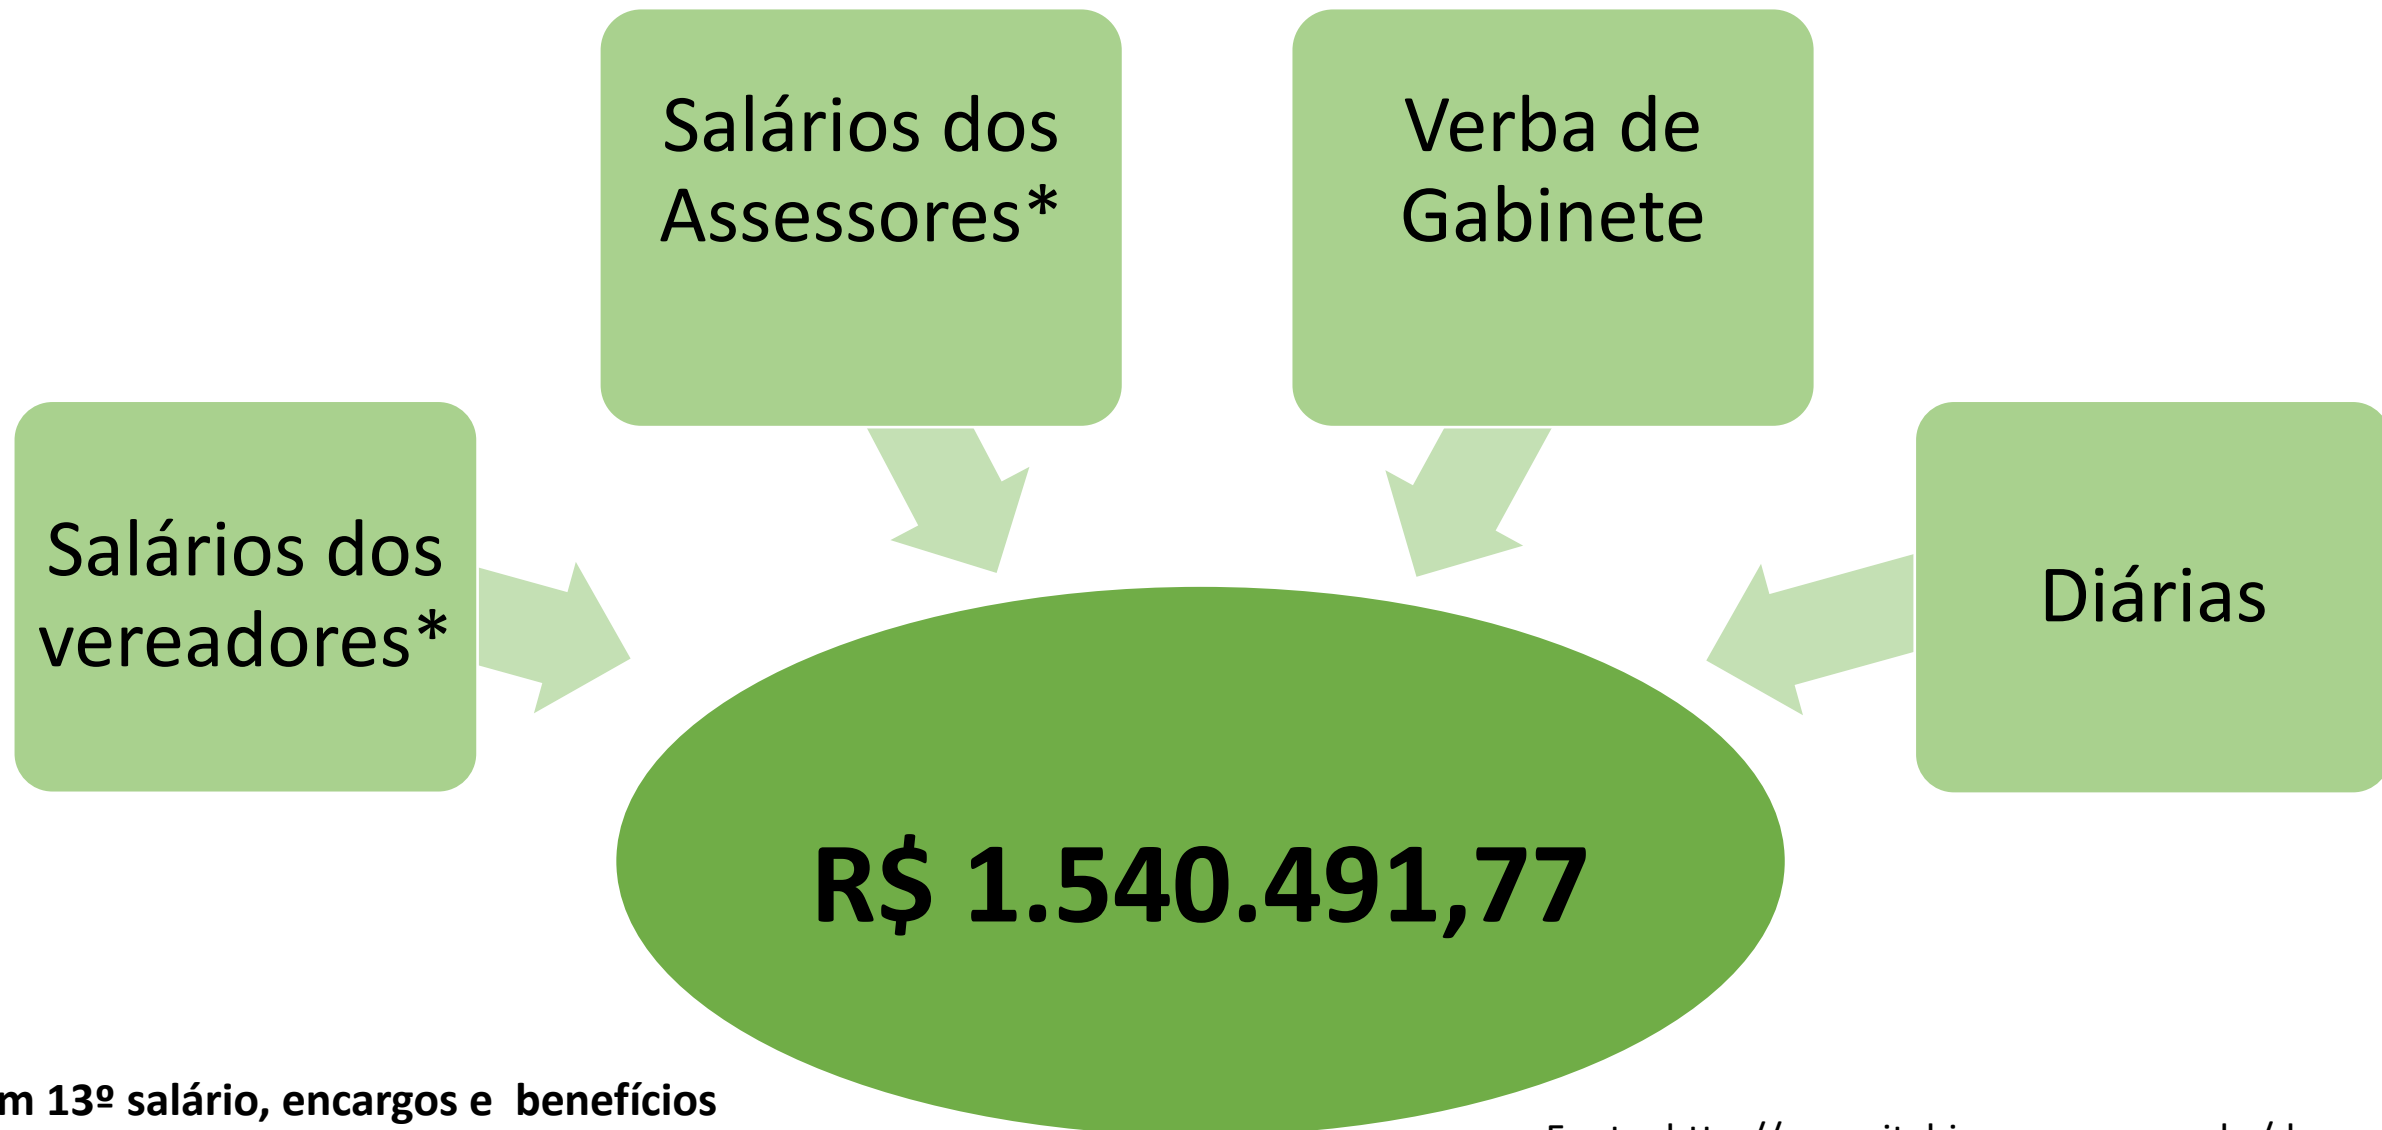 Salários dos
Assessores*
Verba de
Gabinete
Salários dos
vereadores*
Diárias
R$ 1.540.491,77
13º salário, encargos e benefícios